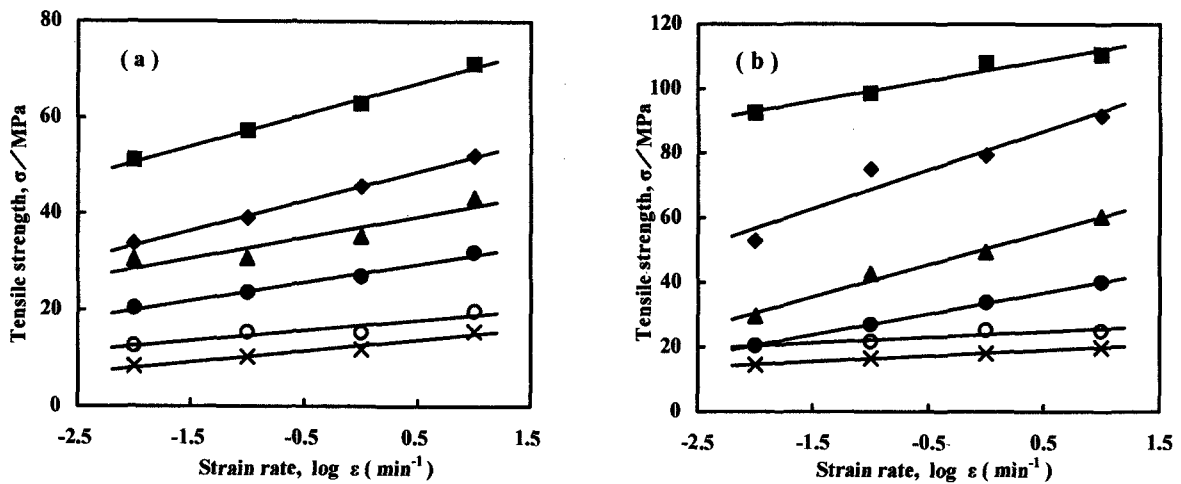 80
60
40
20
0
( a )
Tensile strength, σ／MPa
-2.5 -1.5 -0.5 0.5 1.5
Strain rate, log ε ( min⁻¹ )
120
100
80
60
40
20
0
( b )
Tensile strength, σ／MPa
-2.5 -1.5 -0.5 0.5 1.5
Strain rate, log ε ( min⁻¹ )